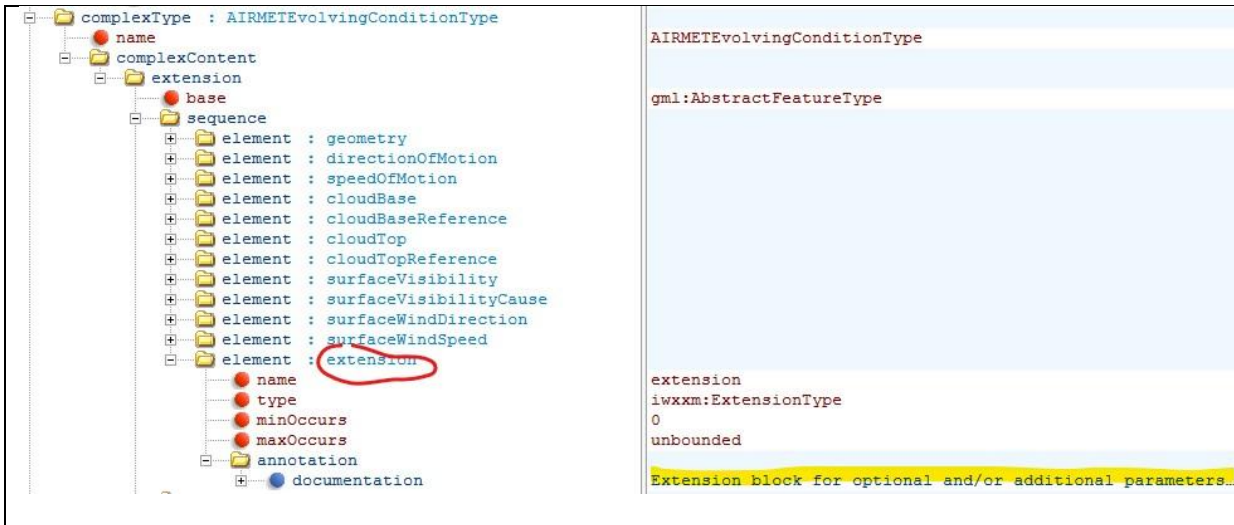 complexType : AIRMETEvolvingConditionType
name AIRMETEvolvingConditionType
complexContent
extension
base gml:AbstractFeatureType
sequence
element : geometry
element : directionOfMotion
element : speedOfMotion
element : cloudBase
element : cloudBaseReference
element : cloudTop
element : cloudTopReference
element : surfaceVisibility
element : surfaceVisibilityCause
element : surfaceWindDirection
element : surfaceWindSpeed
element : extension
name extension
type iwxxm:ExtensionType
minOccurs 0
maxOccurs unbounded
annotation
documentation Extension block for optional and/or additional parameters…